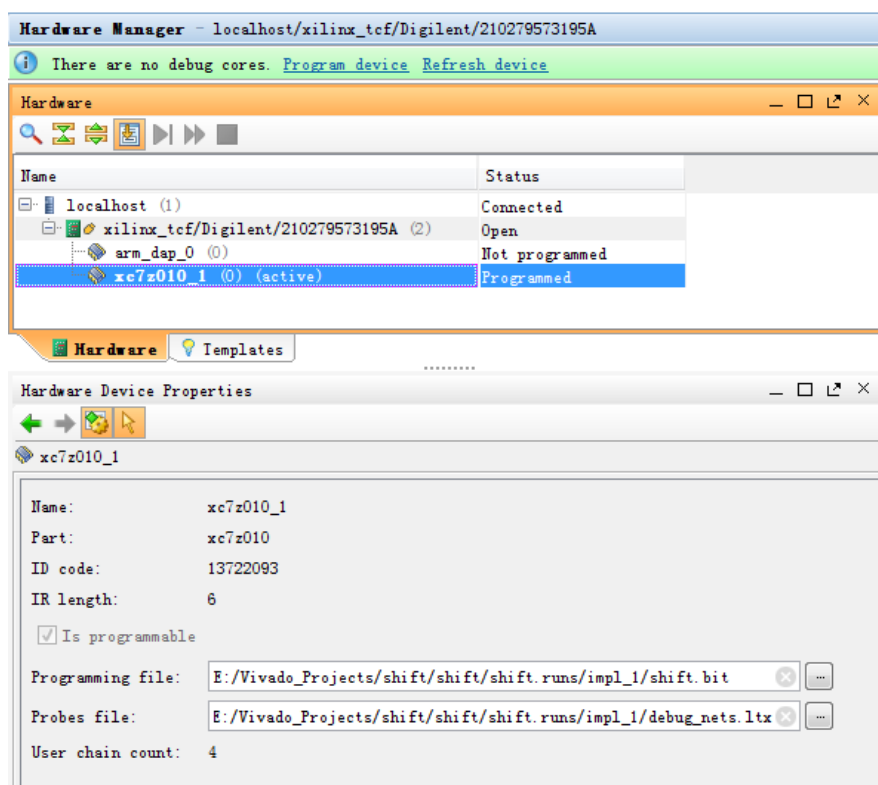 Hardware Manager - localhost/xilinx_tcf/Digilent/210279573195A
There are no debug cores. Program device Refresh device
Hardware
Name Status
localhost (1) Connected
xilinx_tcf/Digilent/210279573195A (2) Open
arm_dap_0 (0) Not programmed
xc7z010_1 (0) (active) Programmed
Hardware Templates
Hardware Device Properties
xc7z010_1
Name: xc7z010_1
Part: xc7z010
ID code: 13722093
IR length: 6
Is programmable
Programming file: E:/Vivado_Projects/shift/shift/shift.runs/impl_1/shift.bit ...
Probes file: E:/Vivado_Projects/shift/shift/shift.runs/impl_1/debug_nets.ltx ...
User chain count: 4